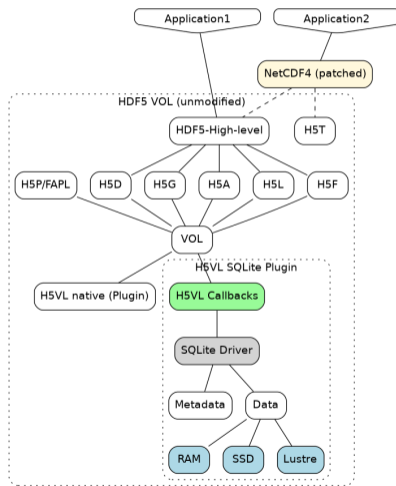 Application1
Application2
NetCDF4 (patched)
HDF5 VOL (unmodified)
HDF5-High-level
H5T
H5P/FAPL
H5D
H5G
H5A
H5L
H5F
VOL
H5VL SQLite Plugin
H5VL native (Plugin)
H5VL Callbacks
SQLite Driver
Metadata
Data
RAM
SSD
Lustre